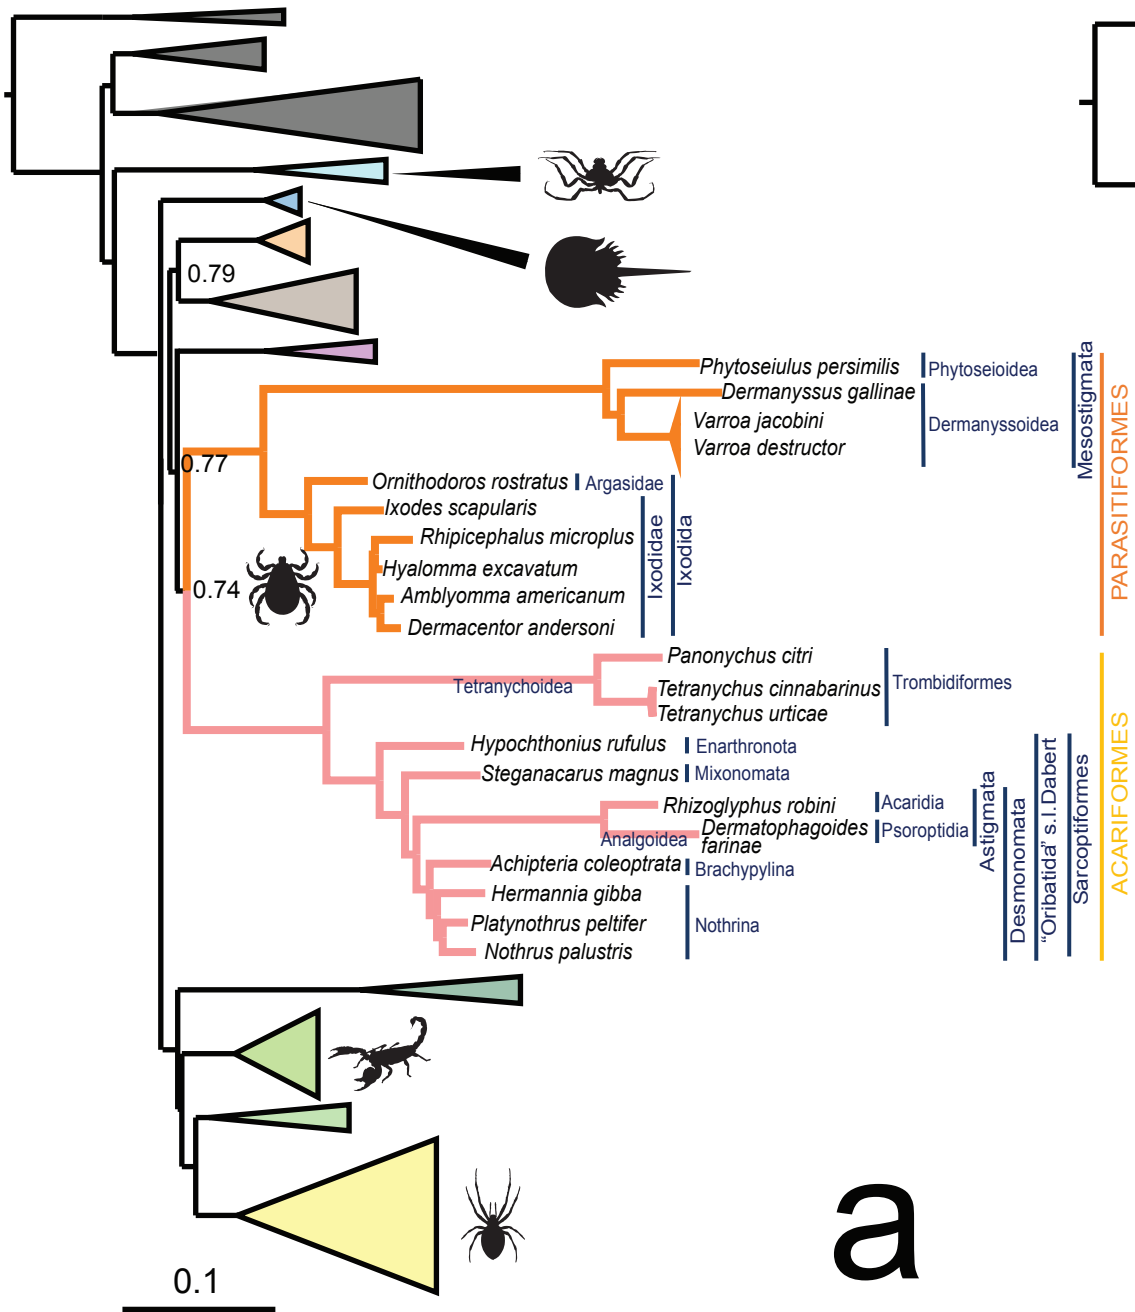 0.79
Phytoseiulus persimilis
Phytoseioidea
Dermanyssus gallinae
Varroa jacobini
Dermanyssoidea
Varroa destructor
Mesostigmata
PARASITIFORMES
0.77
Ornithodoros rostratus
Argasidae
Ixodes scapularis
Rhipicephalus microplus
Ixodidae
Ixodida
Hyalomma excavatum
0.74
Amblyomma americanum
Dermacentor andersoni
Panonychus citri
Tetranychoidea
Tetranychus cinnabarinus
Trombidiformes
Tetranychus urticae
Hypochthonius rufulus
Enarthronota
Steganacarus magnus
Mixonomata
Rhizoglyphus robini
Acaridia
Analgoidea
Dermatophagoides
farinae
Psoroptidia
Astigmata
Desmonomata
"Oribatida" s.l. Dabert
Sarcoptiformes
ACARIFORMES
Achipteria coleoptrata
Brachypylina
Hermannia gibba
Platynothrus peltifer
Nothrina
Nothrus palustris
a
0.1